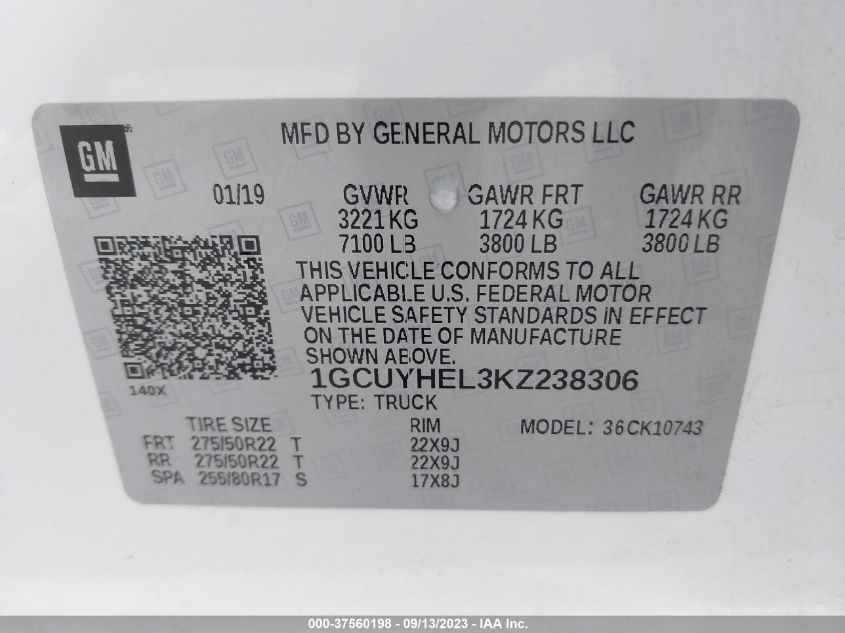 GM
MFD BY GENERAL MOTORS LLC
01/19 GVWR GAWR FRT GAWR RR
3221 KG 1724 KG 1724 KG
7100 LB 3800 LB 3800 LB
THIS VEHICLE CONFORMS TO ALL
APPLICABLE U.S. FEDERAL MOTOR
VEHICLE SAFETY STANDARDS IN EFFECT
ON THE DATE OF MANUFACTURE
SHOWN ABOVE.
1GCUYHEL3KZ238306
140X
TYPE: TRUCK
TIRE SIZE RIM MODEL: 36CK10743
FRT 275/50R22 T 22X9J
RR 275/50R22 T 22X9J
SPA 255/80R17 S 17X8J
000-37560198 - 09/13/2023 - IAA Inc.